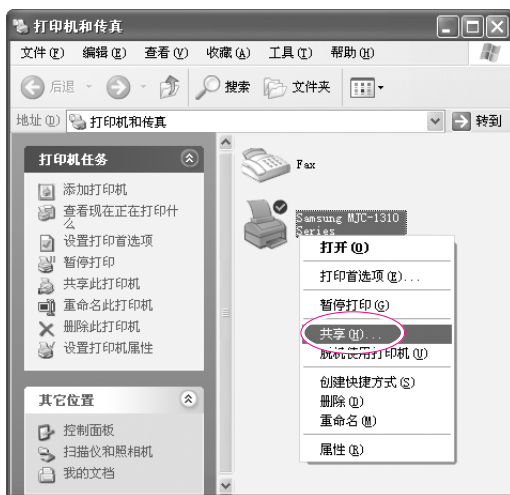 打印机和传真
文件(F) 编辑(E) 查看(V) 收藏(A) 工具(T) 帮助(H)
后退 搜索 文件夹
地址(D) 打印机和传真 转到
打印机任务
添加打印机
查看现在正在打印什
么
设置打印首选项
暂停打印
共享此打印机
重命名此打印机
删除此打印机
设置打印机属性
其它位置
控制面板
扫描仪和照相机
我的文档
Fax
Samsung MJC-1310
Series
打开(O)
打印首选项(E)...
暂停打印(G)
共享(H)...
脱机使用打印机(U)
创建快捷方式(S)
删除(D)
重命名(M)
属性(R)